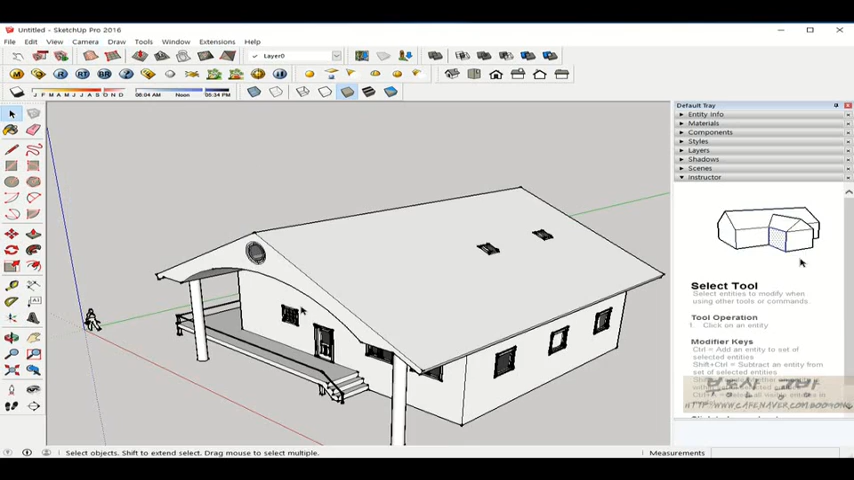 Untitled - SketchUp Pro 2016
File Edit View Camera Draw Tools Window Extensions Help
Layer0
J F M A M J J A S O N D 06:04 AM Noon 05:34 PM
Default Tray
Entity Info
Materials
Components
Styles
Layers
Shadows
Scenes
Instructor
Select Tool
Select entities to modify when
using other tools or commands.
Tool Operation
1. Click on an entity
Modifier Keys
Ctrl = Add an entity to set of
selected entities
Shift+Ctrl = Subtract an entity from
set of selected entities
Select objects. Shift to extend select. Drag mouse to select multiple.
Measurements